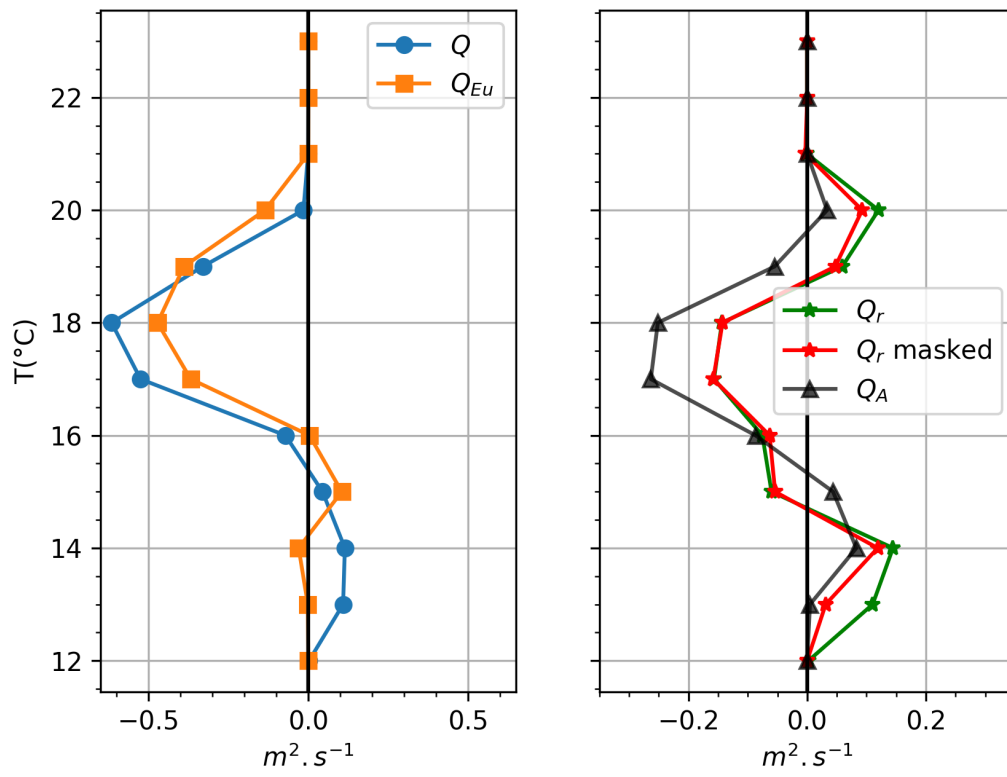 Q
Q_Eu
T(°C)
22
20
18
16
14
12
−0.5
0.0
0.5
m².s⁻¹
Q_r
Q_r masked
Q_A
−0.2
0.0
0.2
m².s⁻¹